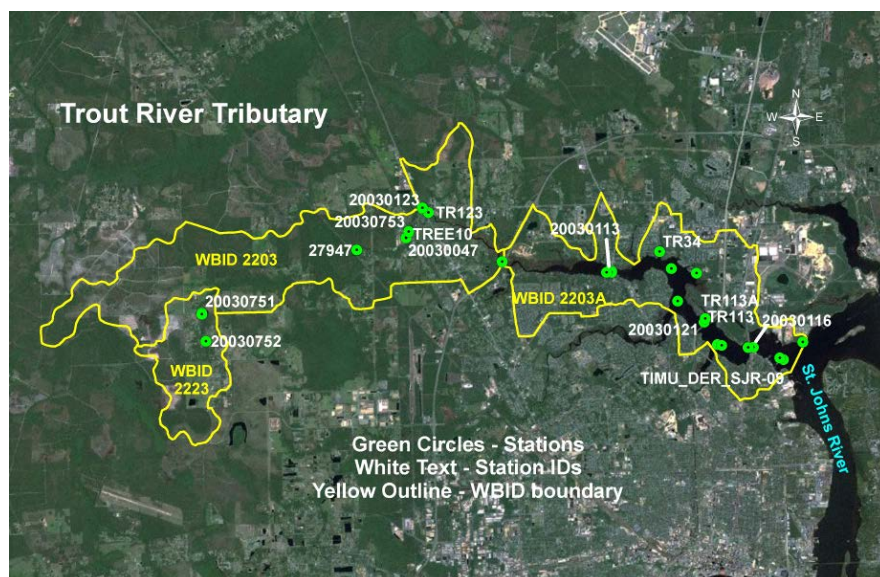 Trout River Tributary
N
W E
S
20030123
TR123
20030753
TREE10
20030047
27947
WBID 2203
20030113
TR34
WBID 2203A
20030751
TR113A
TR113
20030121
20030116
20030752
WBID
2223
TIMU_DER_SJR-09
St. Johns River
Green Circles - Stations
White Text - Station IDs
Yellow Outline - WBID boundary